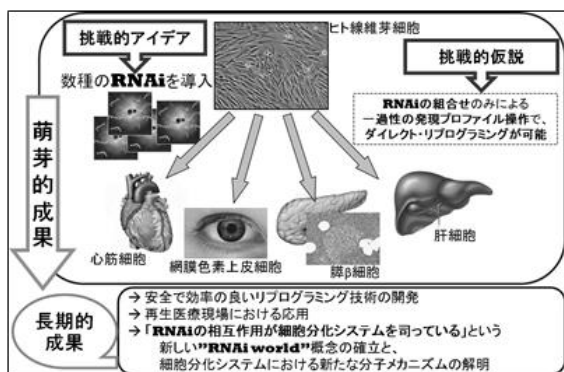 挑戦的アイデア
ヒト線維芽細胞
数種のRNAiを導入
挑戦的仮説
RNAiの組合せのみによる
一過性の発現プロファイル操作で、
ダイレクト・リプログラミングが可能
萌芽的成果
心筋細胞
網膜色素上皮細胞
膵β細胞
肝細胞
長期的
成果
→ 安全で効率の良いリプログラミング技術の開発
→ 再生医療現場における応用
→ 「RNAiの相互作用が細胞分化システムを司っている」という
新しい"RNAi world"概念の確立と、
細胞分化システムにおける新たな分子メカニズムの解明